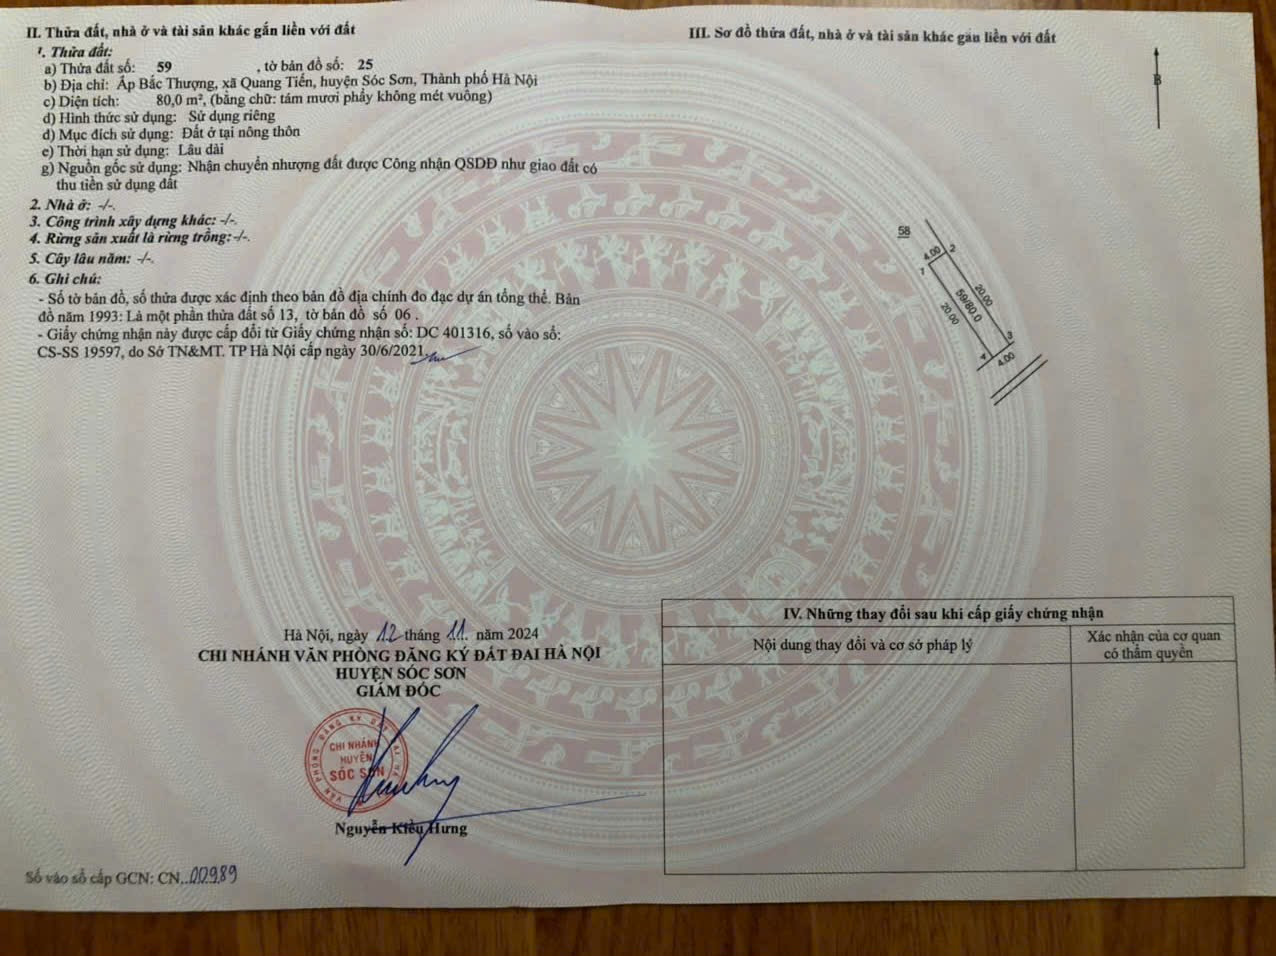 II. Thửa đất, nhà ở và tài sản khác gắn liền với đất
1. Thửa đất:
a) Thửa đất số: 59 , tờ bản đồ số: 25
b) Địa chỉ: Ấp Bắc Thượng, xã Quang Tiến, huyện Sóc Sơn, Thành phố Hà Nội
c) Diện tích: 80,0 m², (bằng chữ: tám mươi phẩy không mét vuông)
d) Hình thức sử dụng: Sử dụng riêng
đ) Mục đích sử dụng: Đất ở tại nông thôn
e) Thời hạn sử dụng: Lâu dài
g) Nguồn gốc sử dụng: Nhận chuyển nhượng đất được Công nhận QSDĐ như giao đất có
thu tiền sử dụng đất
2. Nhà ở: -/-.
3. Công trình xây dựng khác: -/-.
4. Rừng sản xuất là rừng trồng:-/-.
5. Cây lâu năm: -/-.
6. Ghi chú:
- Số tờ bản đồ, số thửa được xác định theo bản đồ địa chính đo đạc dự án tổng thể. Bản
đồ năm 1993: Là một phần thửa đất số 13, tờ bản đồ số 06 .
- Giấy chứng nhận này được cấp đổi từ Giấy chứng nhận số: DC 401316, số vào sổ:
CS-SS 19597, do Sở TN&MT. TP Hà Nội cấp ngày 30/6/2021
Hà Nội, ngày 12 tháng 11. năm 2024
CHI NHÁNH VĂN PHÒNG ĐĂNG KÝ ĐẤT ĐAI HÀ NỘI
HUYỆN SÓC SƠN
GIÁM ĐỐC
VĂN PHÒNG ĐĂNG KÝ ĐẤT ĐAI HÀ
CHI NHÁNH
HUYỆN
SÓC SƠN
Nguyễn Kiều Hưng
Số vào sổ cấp GCN: CN
III. Sơ đồ thửa đất, nhà ở và tài sản khác gắn liền với đất
B
58
4.00
2
1
20.00
59/80.0
20.00
3
4
4.00
IV. Những thay đổi sau khi cấp giấy chứng nhận
Nội dung thay đổi và cơ sở pháp lý
Xác nhận của cơ quan
có thẩm quyền